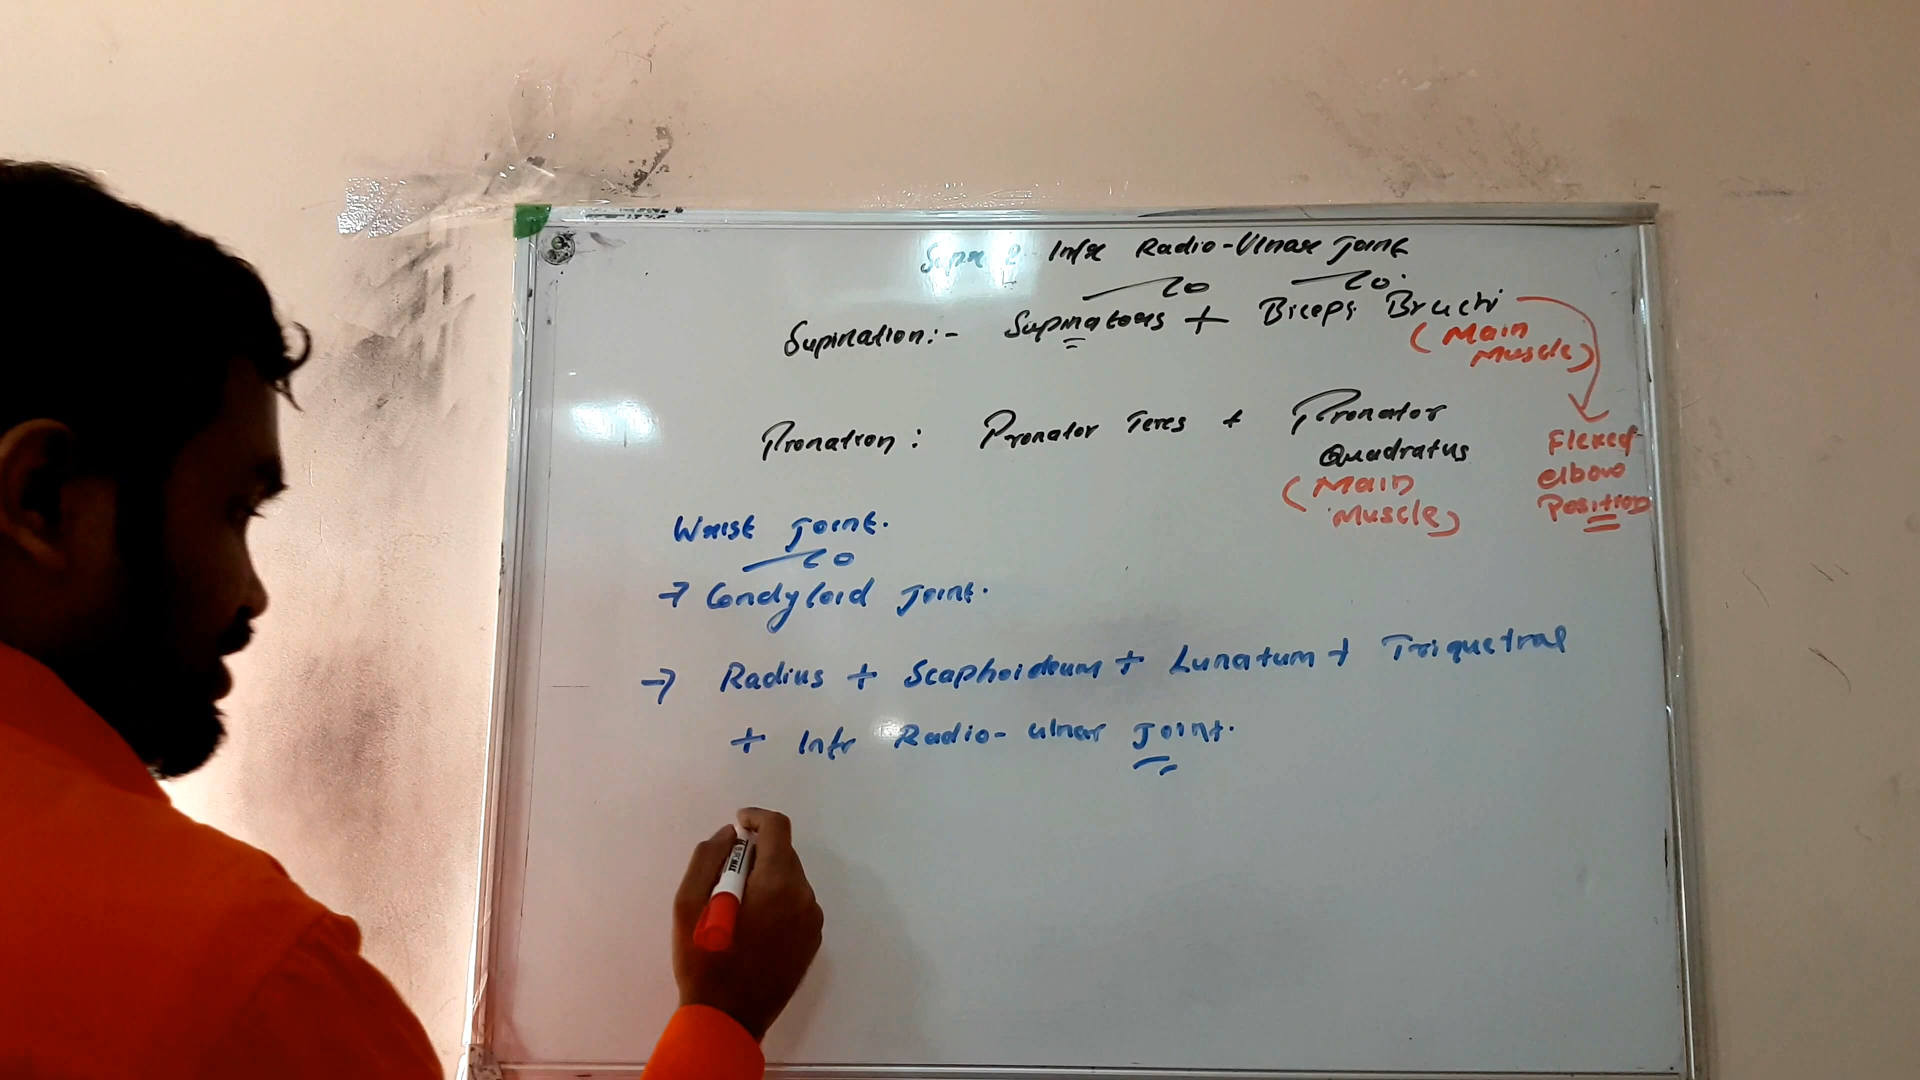 Supr & Infr Radio-Ulnar Joint
Supination:- Supinators + Biceps Brachi
(Main
Muscle)
Pronation: Pronator Teres + Pronator
Quadratus
(Main
Muscle)
Flexed
elbow
Position
Wrist Joint.
→ Condyloid Joint.
→ Radius + Scaphoideum + Lunatum + Triquetral
+ Infr Radio-ulnar Joint.